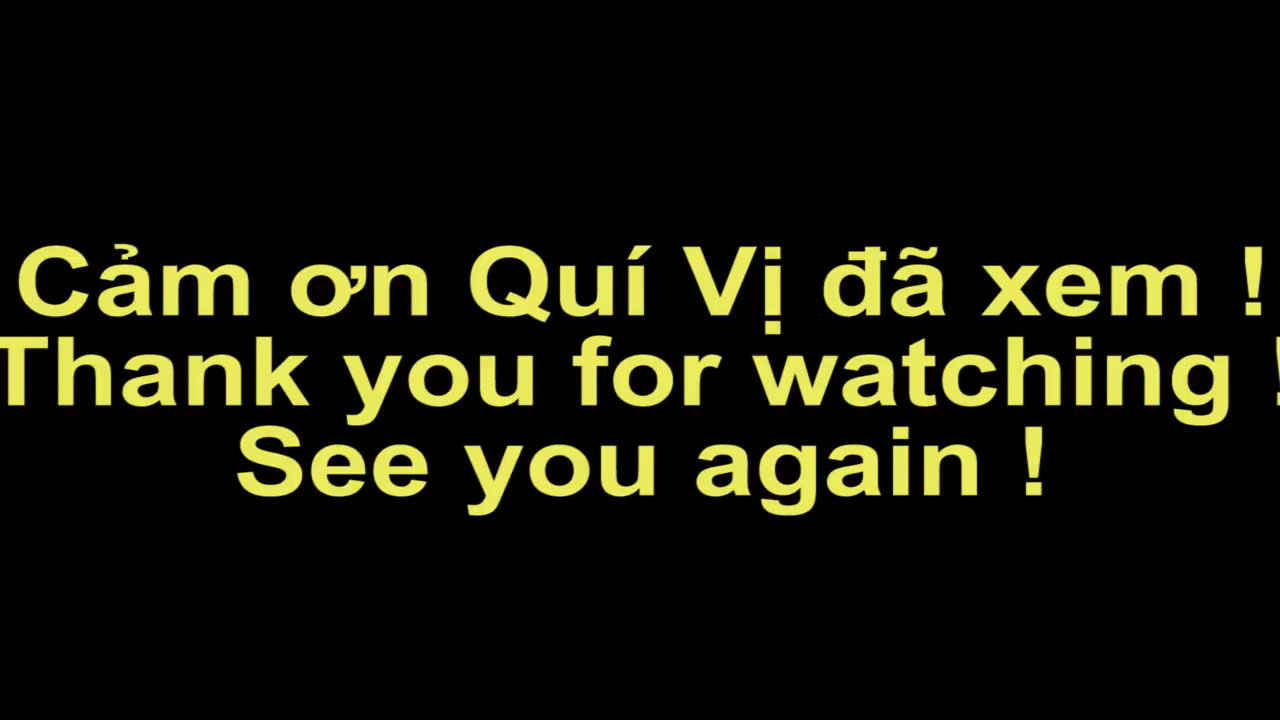 Cảm ơn Quí Vị đã xem !
Thank you for watching !
See you again !